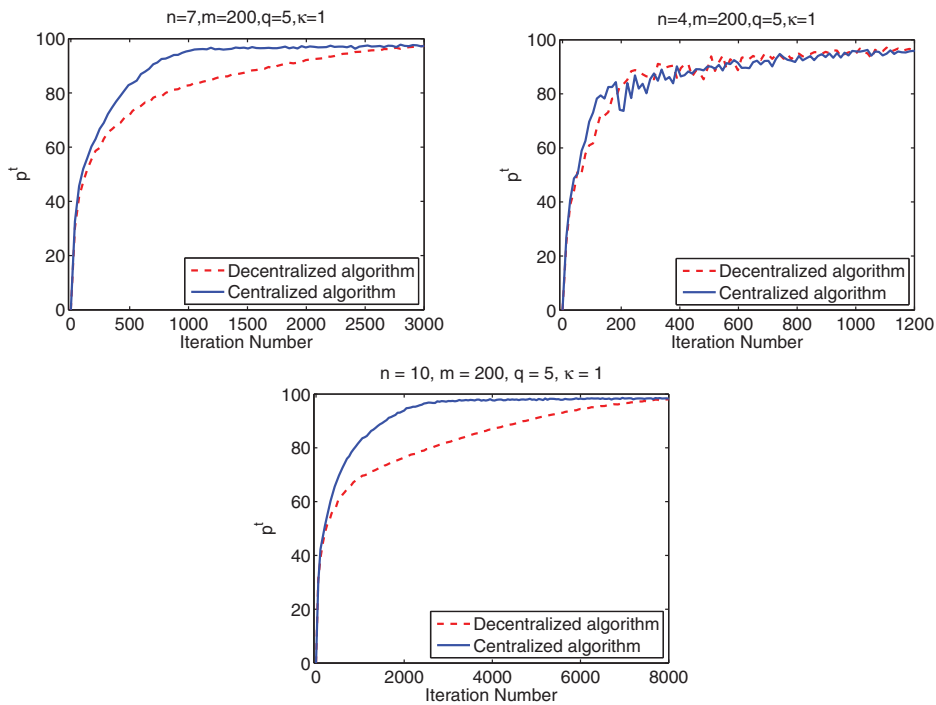 n=7,m=200,q=5,κ=1
100
80
60
40
20
0
p^t
Decentralized algorithm
Centralized algorithm
0 500 1000 1500 2000 2500 3000
Iteration Number
n=4,m=200,q=5,κ=1
100
80
60
40
20
0
p^t
Decentralized algorithm
Centralized algorithm
0 200 400 600 800 1000 1200
Iteration Number
n = 10, m = 200, q = 5, κ = 1
100
80
60
40
20
0
p^t
Decentralized algorithm
Centralized algorithm
0 2000 4000 6000 8000
Iteration Number